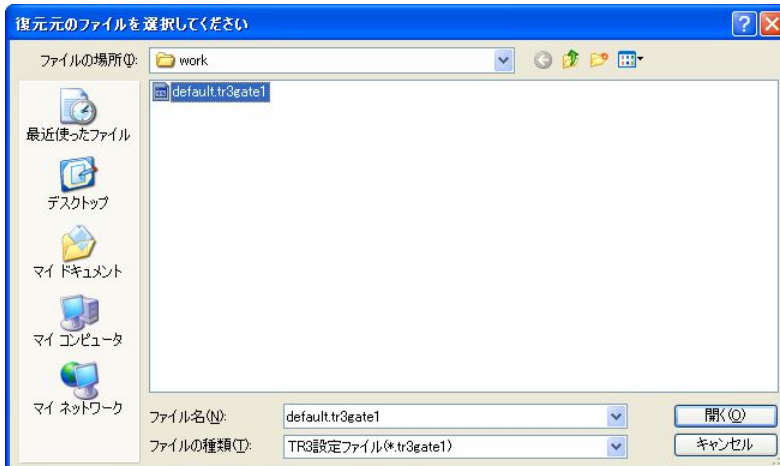 復元元のファイルを選択してください
ファイルの場所(I):
work
default.tr3gate1
最近使ったファイル
デスクトップ
マイ ドキュメント
マイ コンピュータ
マイ ネットワーク
ファイル名(N):
default.tr3gate1
開く(O)
ファイルの種類(T):
TR3設定ファイル(*.tr3gate1)
キャンセル